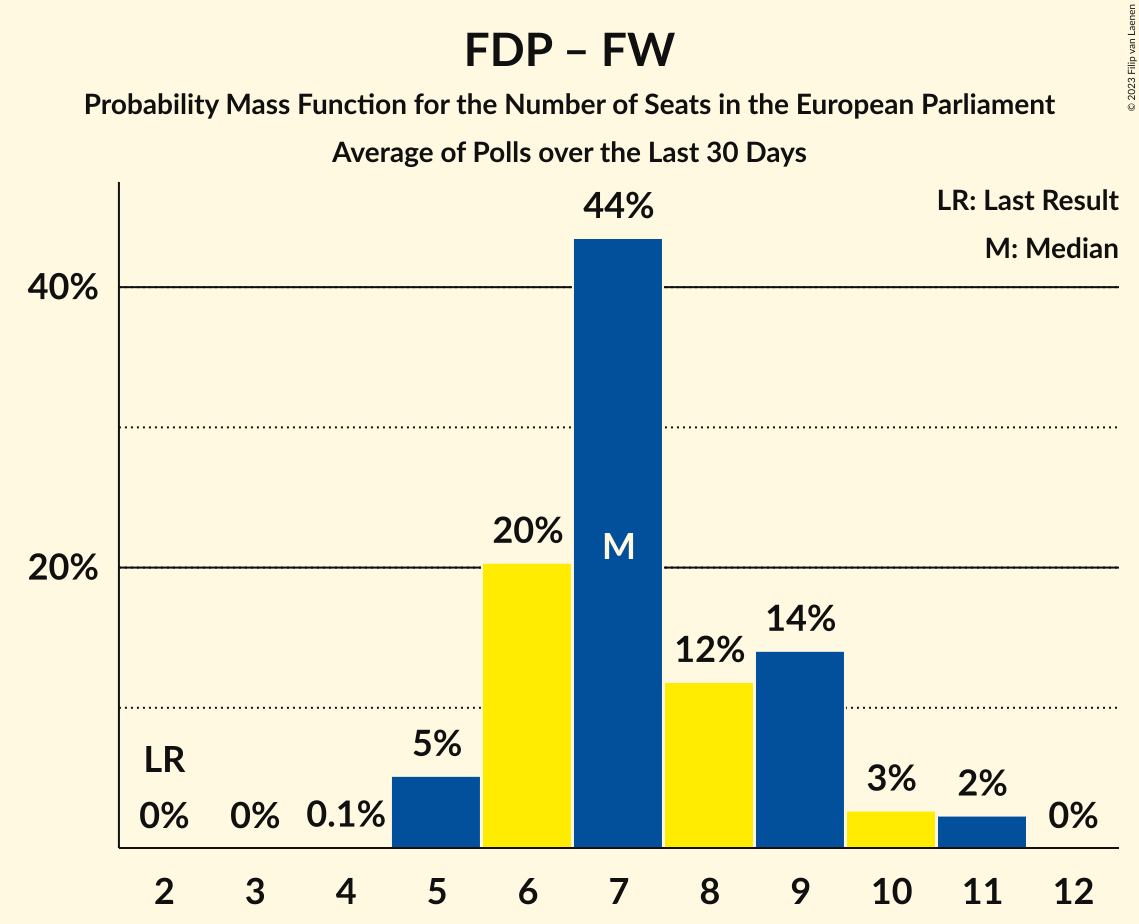 FDP – FW
Probability Mass Function for the Number of Seats in the European Parliament
Average of Polls over the Last 30 Days
© 2023 Filip van Laenen
LR: Last Result
M: Median
44%
40%
20%
M
20%
14%
12%
5%
LR
3%
2%
0%
0%
0.1%
0%
2 3 4 5 6 7 8 9 10 11 12